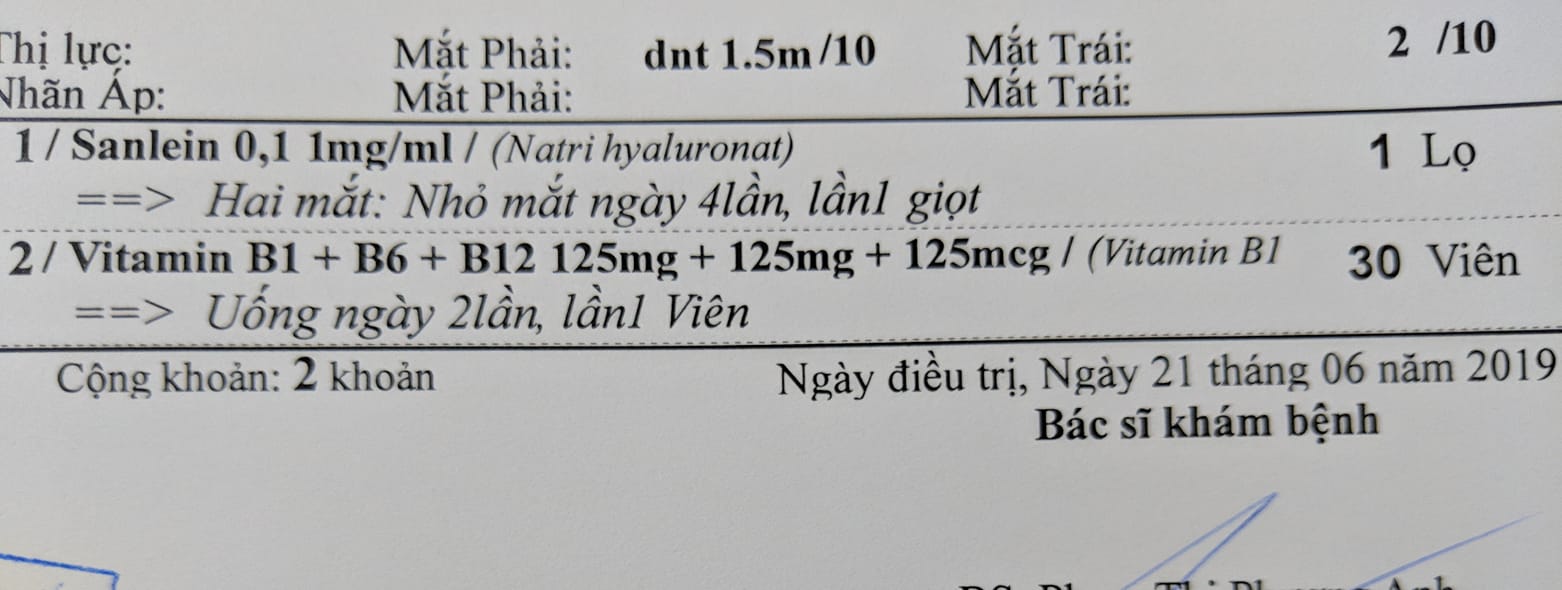 Thị lực: Mắt Phải: dnt 1.5m/10 Mắt Trái: 2 /10
Nhãn Áp: Mắt Phải: Mắt Trái:
1 / Sanlein 0,1 1mg/ml / (Natri hyaluronat) 1 Lọ
==> Hai mắt: Nhỏ mắt ngày 4lần, lần1 giọt
2 / Vitamin B1 + B6 + B12 125mg + 125mg + 125mcg / (Vitamin B1 30 Viên
==> Uống ngày 2lần, lần1 Viên
Cộng khoản: 2 khoản Ngày điều trị, Ngày 21 tháng 06 năm 2019
Bác sĩ khám bệnh